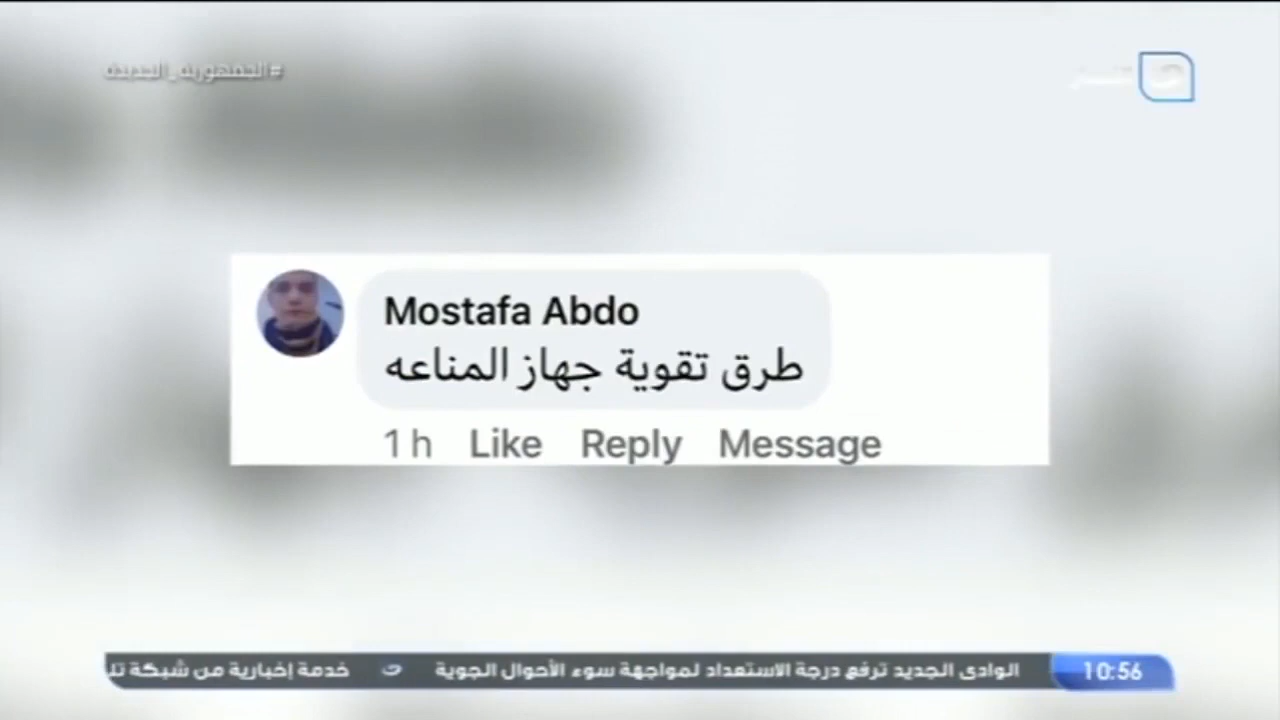 #الجمهورية_الجديدة
Mostafa Abdo
طرق تقوية جهاز المناعه
1 h Like Reply Message
10:56 الوادى الجديد ترفع درجة الاستعداد لمواجهة سوء الأحوال الجوية خدمة إخبارية من شبكة